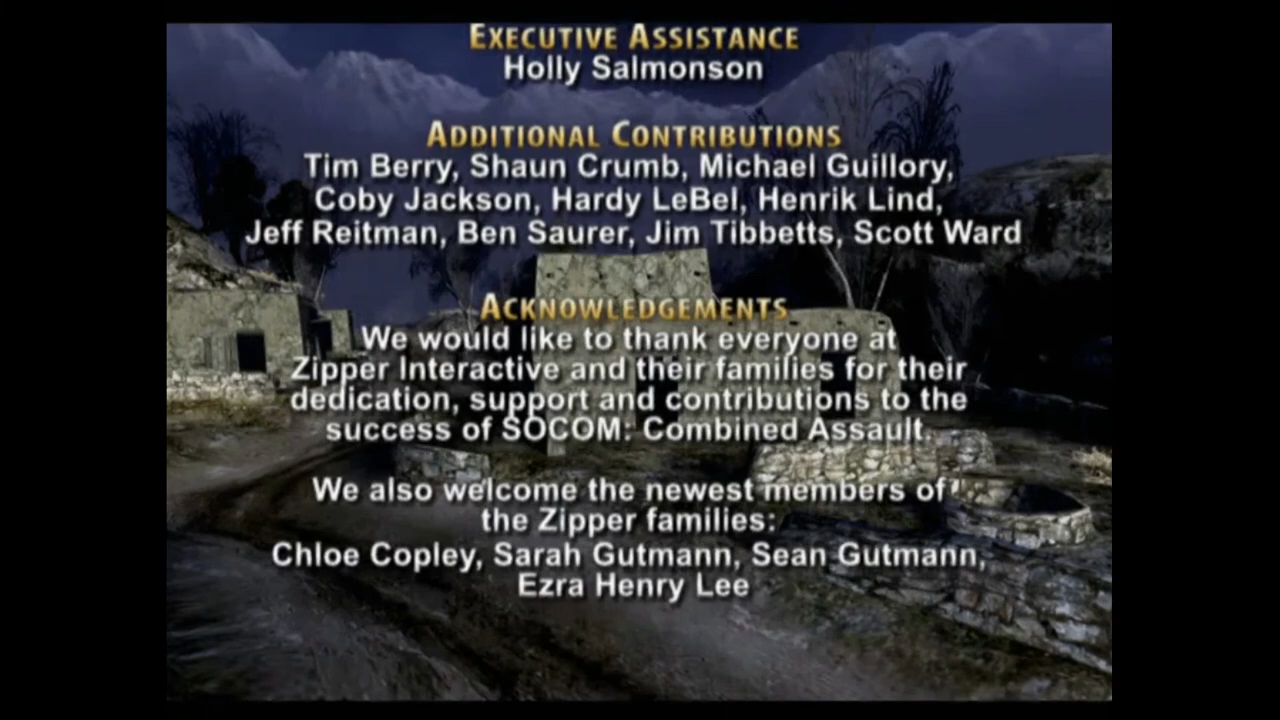 EXECUTIVE ASSISTANCE
Holly Salmonson
ADDITIONAL CONTRIBUTIONS
Tim Berry, Shaun Crumb, Michael Guillory,
Coby Jackson, Hardy LeBel, Henrik Lind,
Jeff Reitman, Ben Saurer, Jim Tibbetts, Scott Ward
ACKNOWLEDGEMENTS
We would like to thank everyone at
Zipper Interactive and their families for their
dedication, support and contributions to the
success of SOCOM: Combined Assault.
We also welcome the newest members of
the Zipper families:
Chloe Copley, Sarah Gutmann, Sean Gutmann,
Ezra Henry Lee